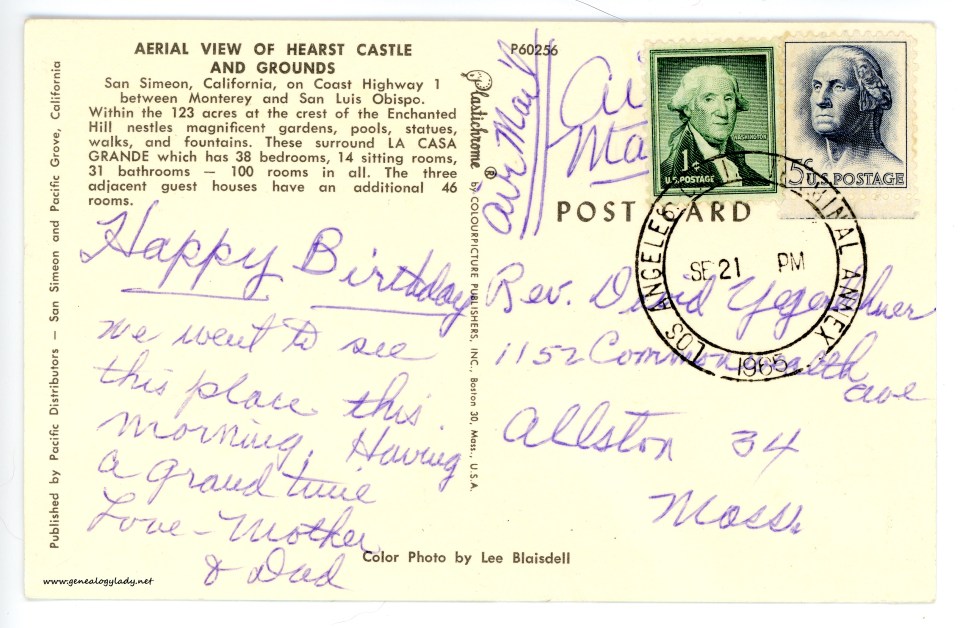 AERIAL VIEW OF HEARST CASTLE
AND GROUNDS
San Simeon, California, on Coast Highway 1
between Monterey and San Luis Obispo.
Within the 123 acres at the crest of the Enchanted
Hill nestles magnificent gardens, pools, statues,
walks, and fountains. These surround LA CASA
GRANDE which has 38 bedrooms, 14 sitting rooms,
31 bathrooms — 100 rooms in all. The three
adjacent guest houses have an additional 46
rooms.
Happy Birthday
We went to see
this place this
morning. Having
a grand time
Love - Mother
& Dad
Color Photo by Lee Blaisdell
www.genealogylady.net
Published by Pacific Distributors — San Simeon and Pacific Grove, California
Plastichrome ® by COLOURPICTURE PUBLISHERS, INC., Boston 30, Mass., U.S.A.
P60256
Air Mail
Air
Ma
POST CARD
WASHINGTON
1¢
U.S. POSTAGE
5¢ U.S. POSTAGE
LOS ANGELES TERMINAL ANNEX
SE 21 PM
1965
Rev. David
1152 Commonwealth
ave
Allston 34
Mass